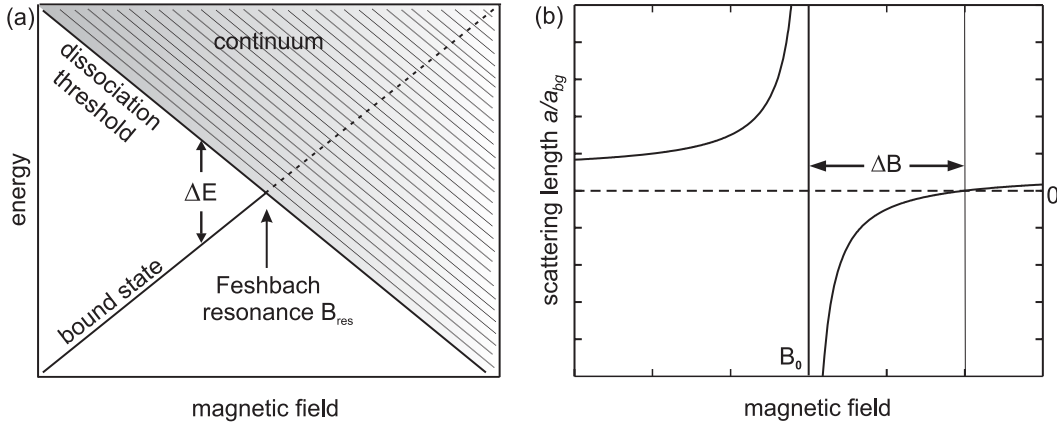 (a)
continuum
dissociation
threshold
ΔE
bound state
Feshbach
resonance B_res
energy
magnetic field
(b)
scattering length a/a_bg
ΔB
0
B_0
magnetic field